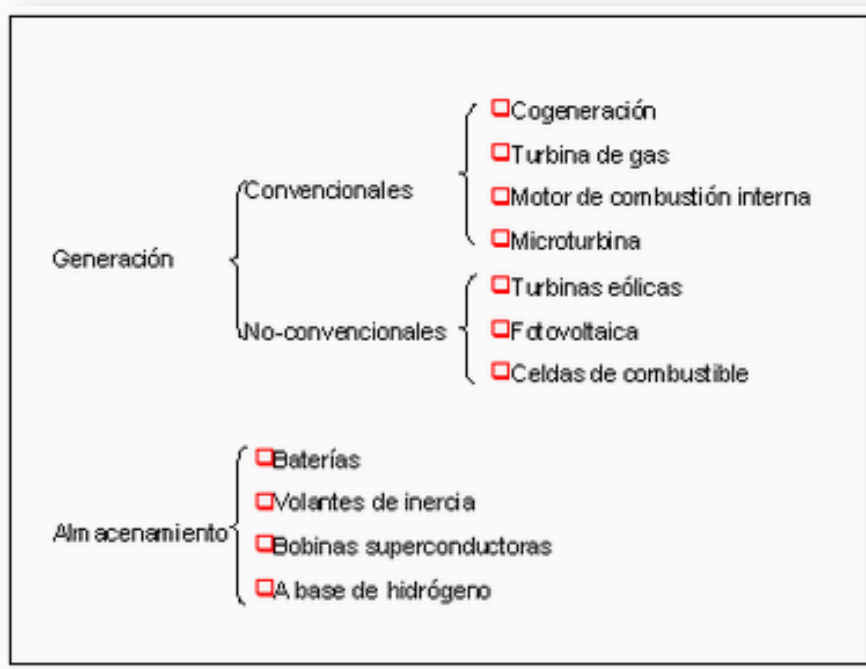 Cogeneración
Turbina de gas
Convencionales
Motor de combustión interna
Microturbina
Generación
Turbinas eólicas
No-convencionales
Fotovoltaica
Celdas de combustible
Baterías
Volantes de inercia
Almacenamiento
Bobinas superconductoras
A base de hidrógeno